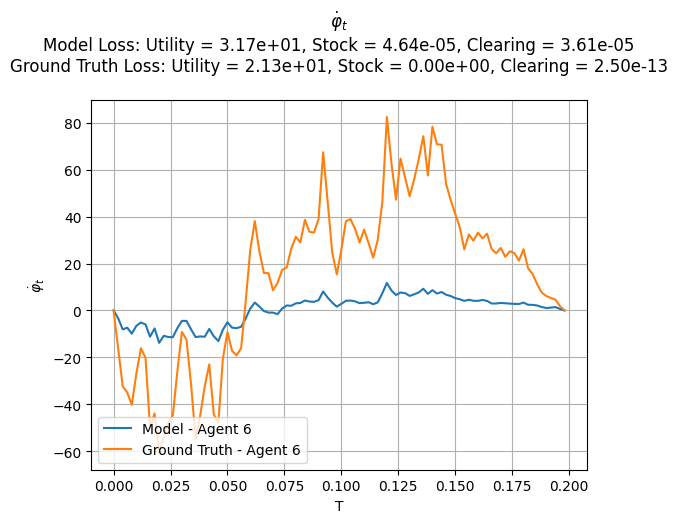 φ̇ₜ
Model Loss: Utility = 3.17e+01, Stock = 4.64e-05, Clearing = 3.61e-05
Ground Truth Loss: Utility = 2.13e+01, Stock = 0.00e+00, Clearing = 2.50e-13
80
60
40
20
0
−20
−40
−60
φ̇ₜ
Model - Agent 6
Ground Truth - Agent 6
0.000 0.025 0.050 0.075 0.100 0.125 0.150 0.175 0.200
T